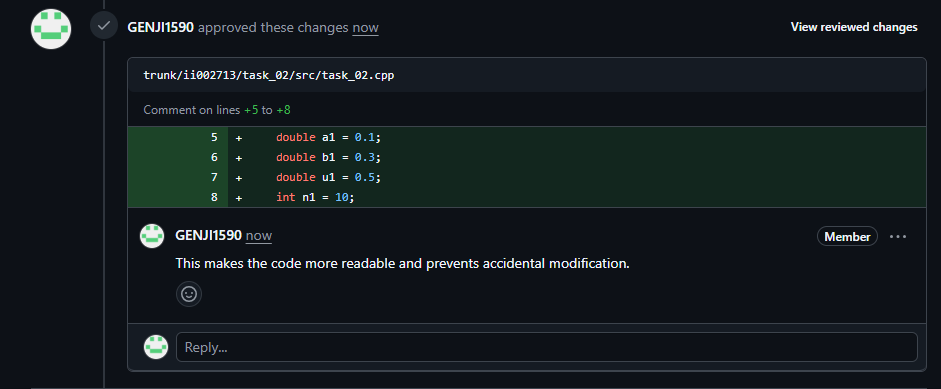 GENJI1590 approved these changes now
View reviewed changes
trunk/ii002713/task_02/src/task_02.cpp
Comment on lines +5 to +8
5 + double a1 = 0.1;
6 + double b1 = 0.3;
7 + double u1 = 0.5;
8 + int n1 = 10;
GENJI1590 now
Member
This makes the code more readable and prevents accidental modification.
Reply...